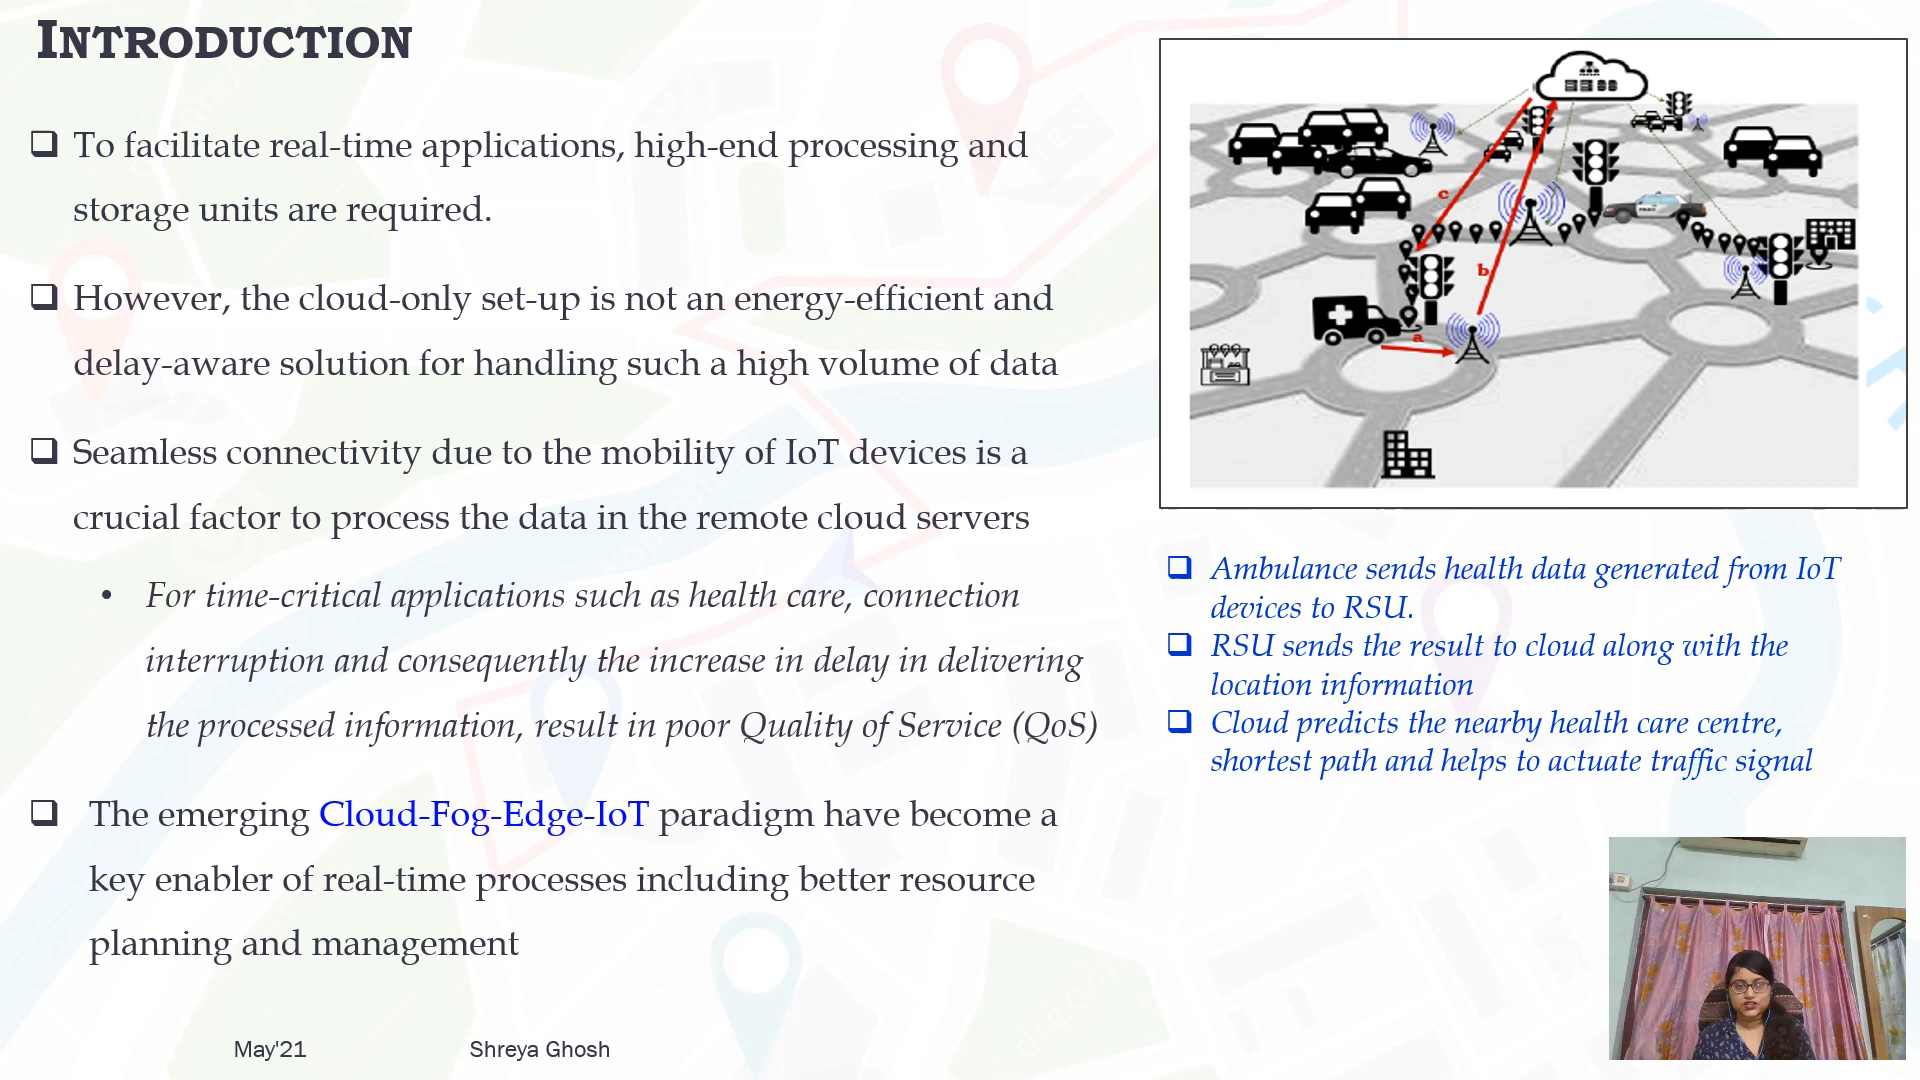 INTRODUCTION
To facilitate real-time applications, high-end processing and
storage units are required.
However, the cloud-only set-up is not an energy-efficient and
delay-aware solution for handling such a high volume of data
Seamless connectivity due to the mobility of IoT devices is a
crucial factor to process the data in the remote cloud servers
• For time-critical applications such as health care, connection
interruption and consequently the increase in delay in delivering
the processed information, result in poor Quality of Service (QoS)
The emerging Cloud-Fog-Edge-IoT paradigm have become a
key enabler of real-time processes including better resource
planning and management
c
b
a
Ambulance sends health data generated from IoT
devices to RSU.
RSU sends the result to cloud along with the
location information
Cloud predicts the nearby health care centre,
shortest path and helps to actuate traffic signal
May'21
Shreya Ghosh